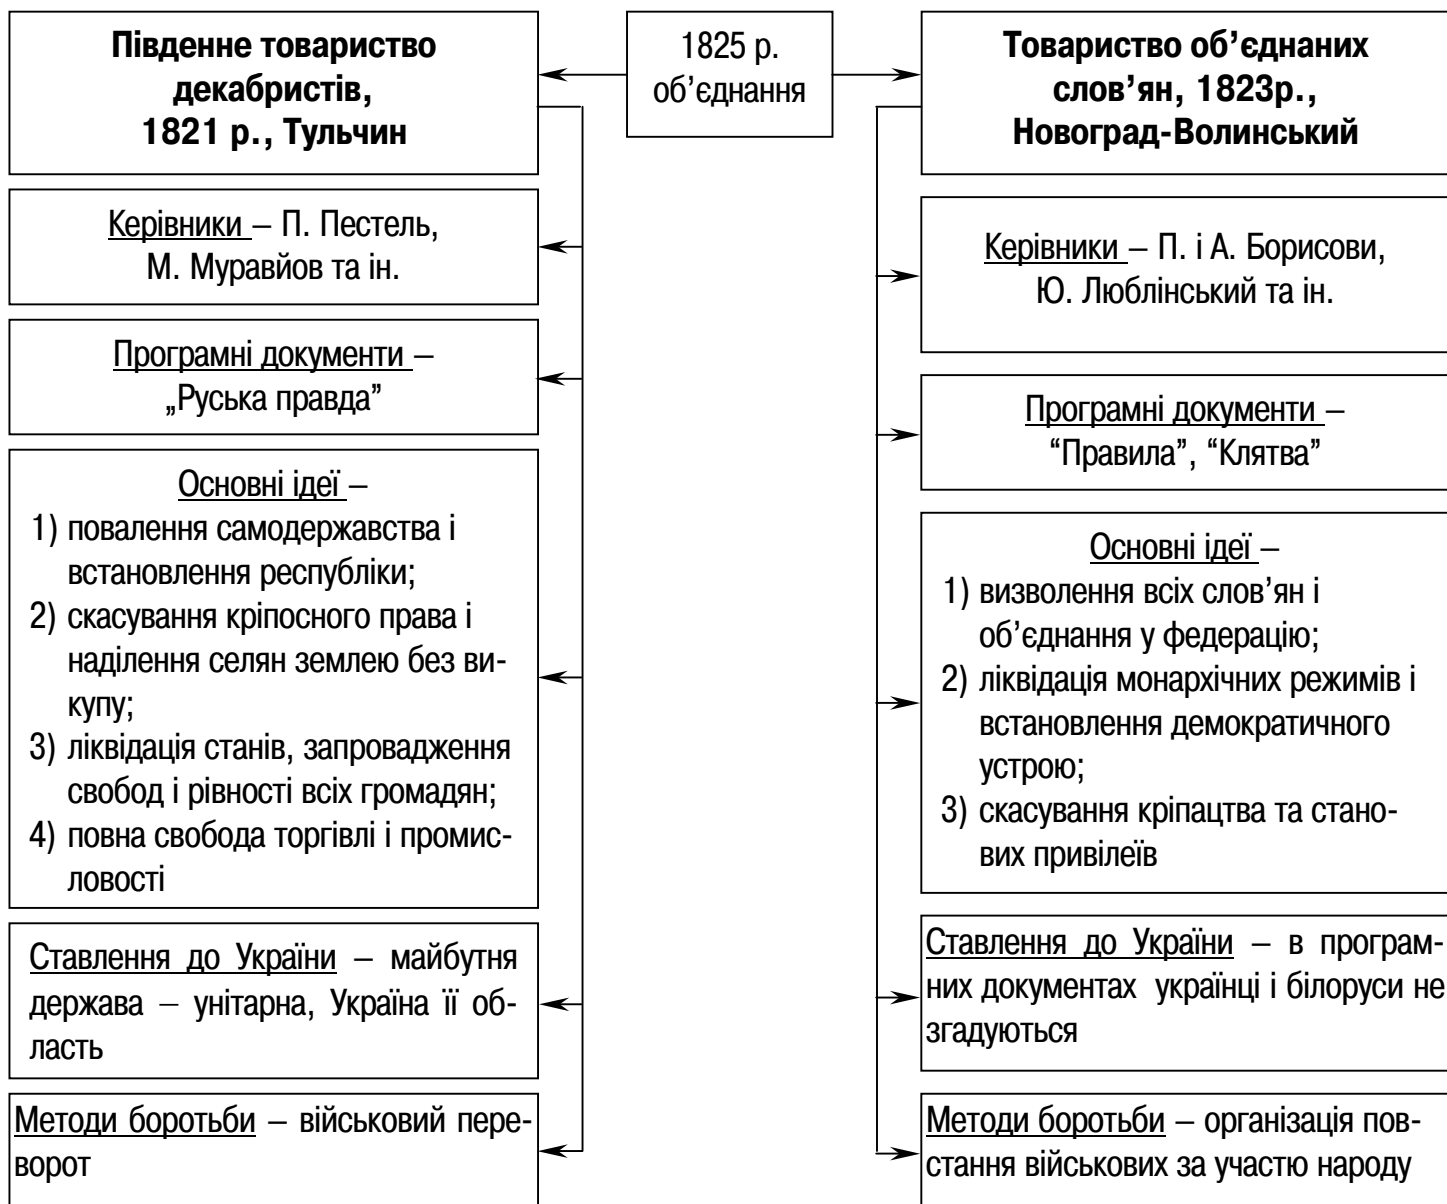 Південне товариство
декабристів,
1821 р., Тульчин
1825 р.
об’єднання
Товариство об’єднаних
слов’ян, 1823р.,
Новоград-Волинський
Керівники – П. Пестель,
М. Муравйов та ін.
Програмні документи –
„Руська правда”
Основні ідеї –
1) повалення самодержавства і
встановлення республіки;
2) скасування кріпосного права і
наділення селян землею без ви-
купу;
3) ліквідація станів, запровадження
свобод і рівності всіх громадян;
4) повна свобода торгівлі і промис-
ловості
Ставлення до України – майбутня
держава – унітарна, Україна її об-
ласть
Методи боротьби – військовий пере-
ворот
Керівники – П. і А. Борисови,
Ю. Люблінський та ін.
Програмні документи –
“Правила”, “Клятва”
Основні ідеї –
1) визволення всіх слов’ян і
об’єднання у федерацію;
2) ліквідація монархічних режимів і
встановлення демократичного
устрою;
3) скасування кріпацтва та стано-
вих привілеїв
Ставлення до України – в програм-
них документах українці і білоруси не
згадуються
Методи боротьби – організація пов-
стання військових за участю народу